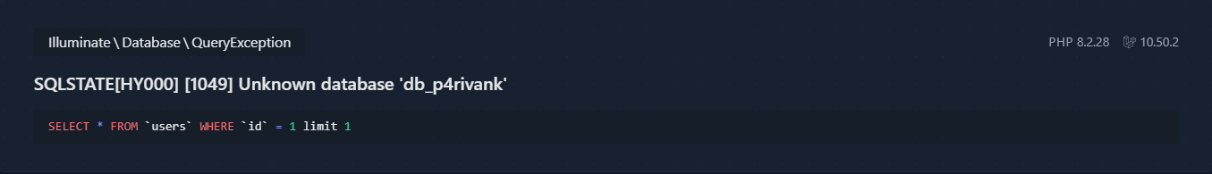 Illuminate\Database\QueryException
PHP 8.2.28 10.50.2
SQLSTATE[HY000] [1049] Unknown database 'db_p4rivank'
SELECT * FROM `users` WHERE `id` = 1 limit 1